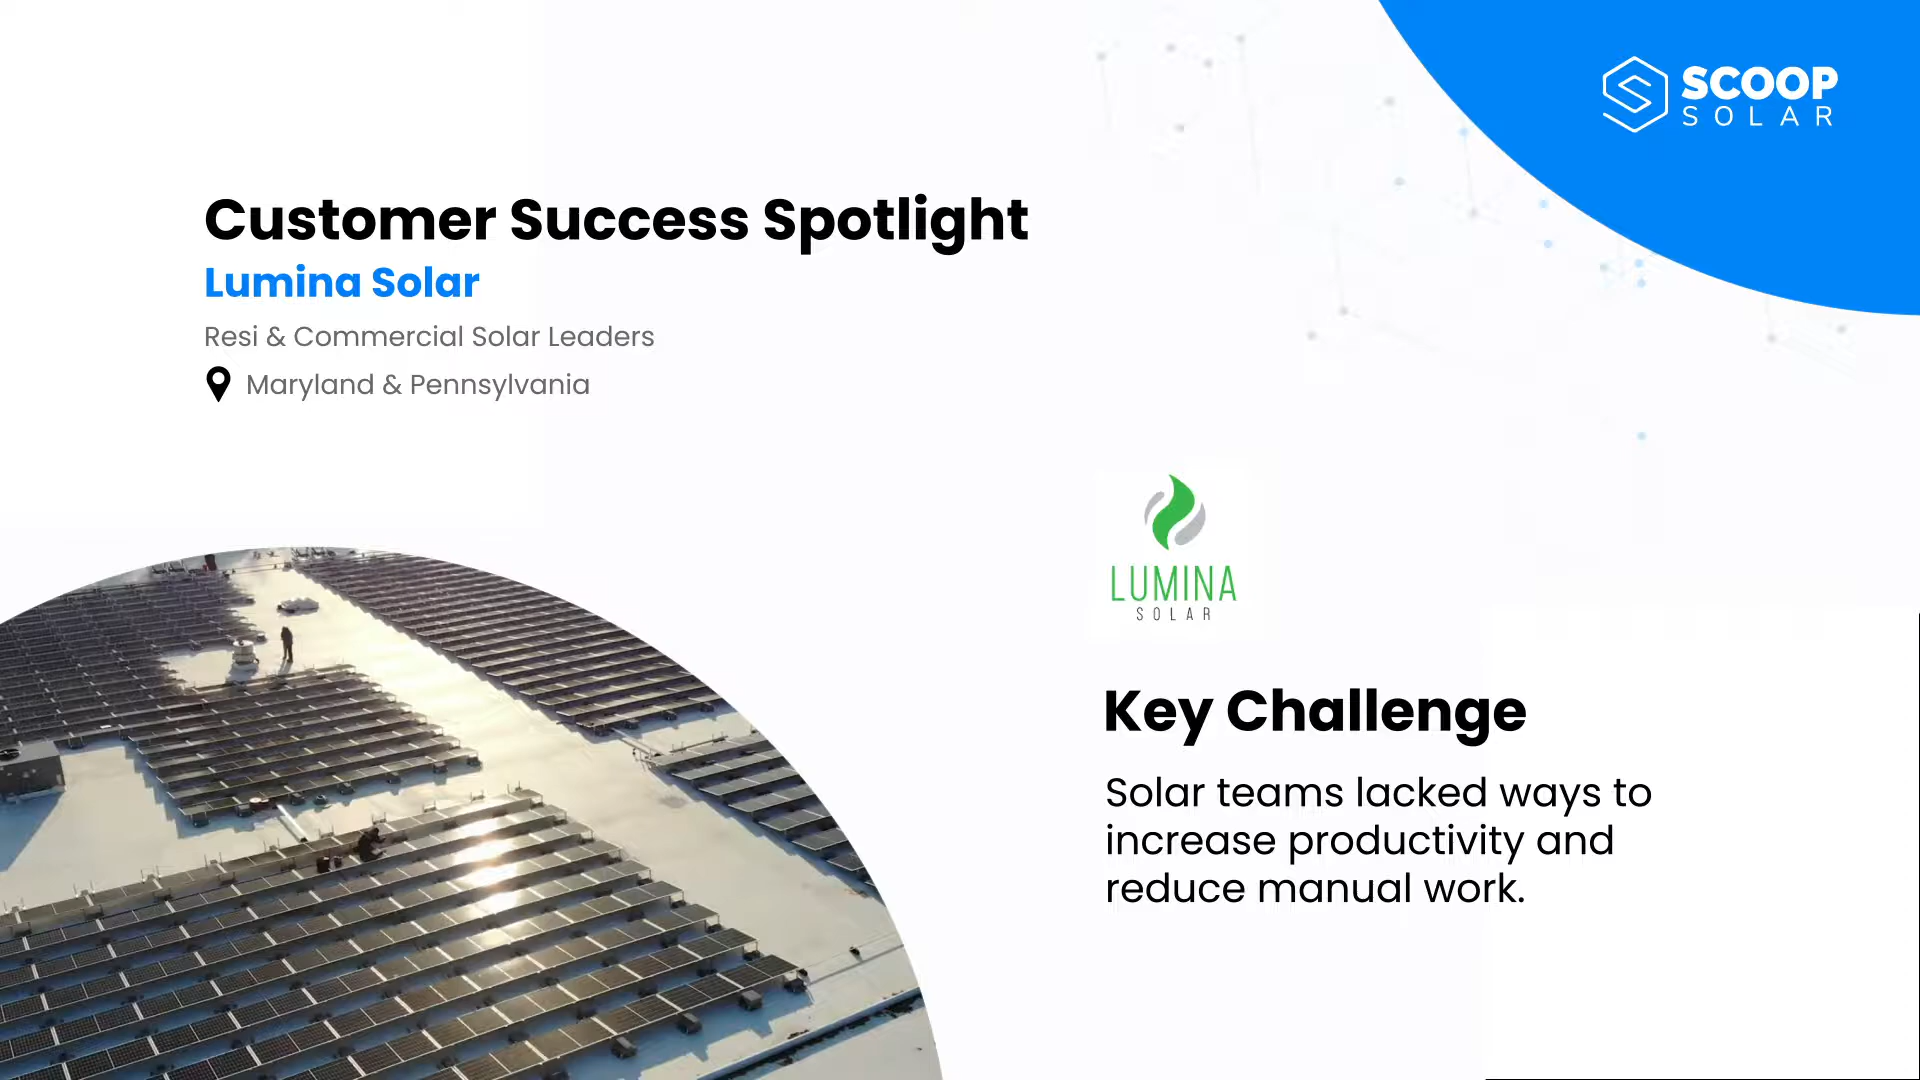 SCOOP
SOLAR
Customer Success Spotlight
Lumina Solar
Resi & Commercial Solar Leaders
Maryland & Pennsylvania
LUMINA
SOLAR
Key Challenge
Solar teams lacked ways to
increase productivity and
reduce manual work.